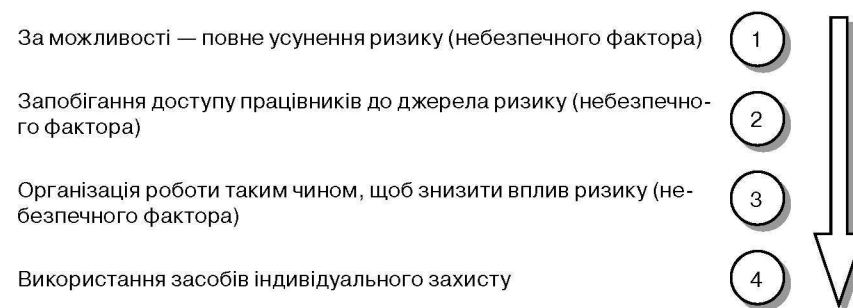 За можливості — повне усунення ризику (небезпечного фактора)
1
Запобігання доступу працівників до джерела ризику (небезпечно-
го фактора)
2
Організація роботи таким чином, щоб знизити вплив ризику (не-
безпечного фактора)
3
Використання засобів індивідуального захисту
4